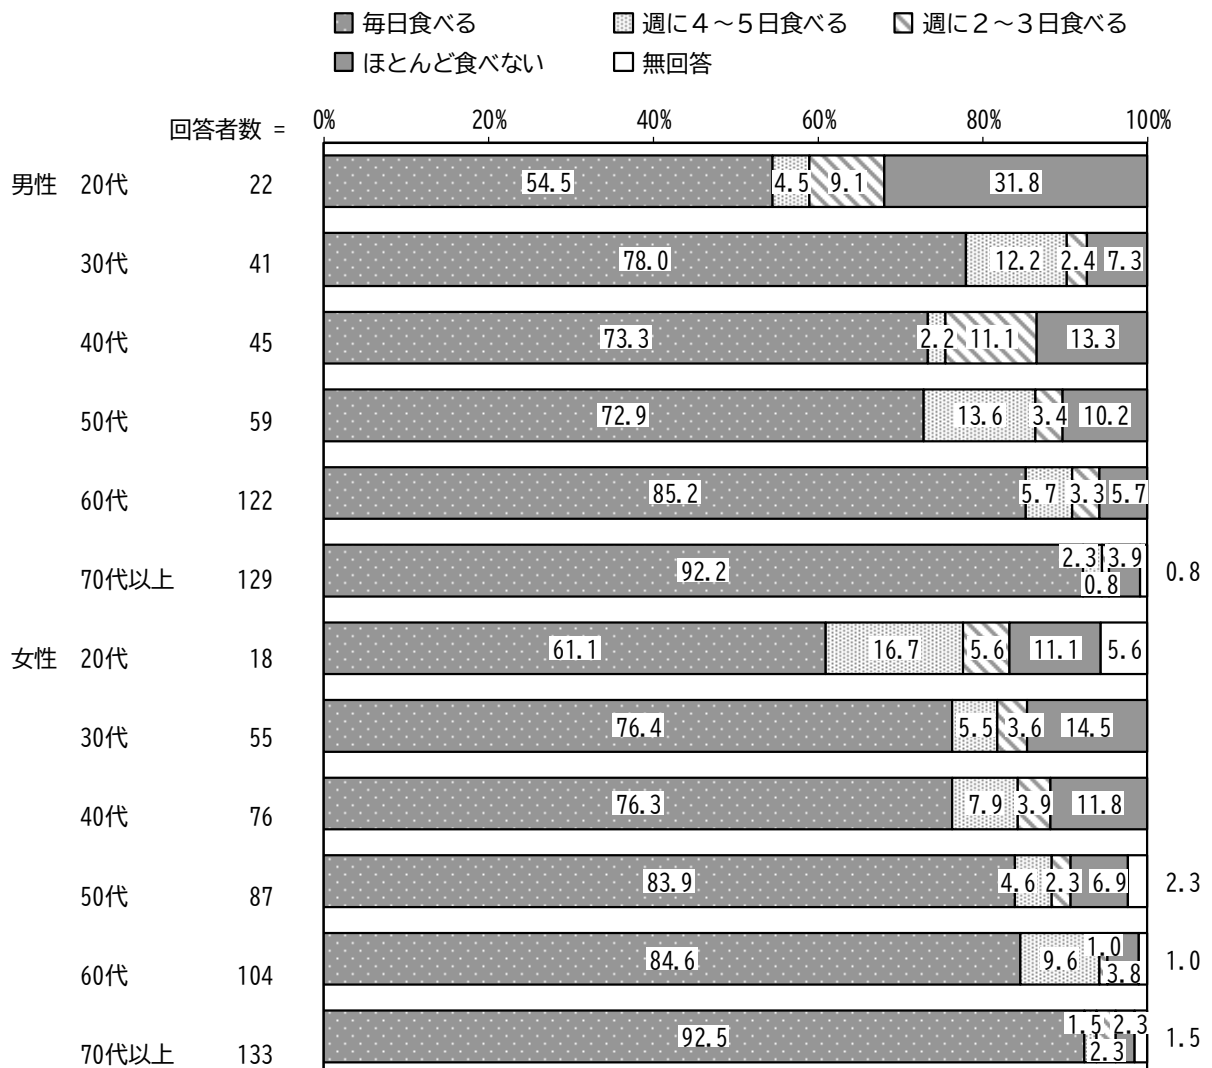 毎日食べる 週に４～５日食べる 週に２～３日食べる
ほとんど食べない 無回答
回答者数 = 0% 20% 40% 60% 80% 100%
男性 20代 22 54.5 4.5 9.1 31.8
30代 41 78.0 12.2 2.4 7.3
40代 45 73.3 2.2 11.1 13.3
50代 59 72.9 13.6 3.4 10.2
60代 122 85.2 5.7 3.3 5.7
70代以上 129 92.2 2.3 0.8 3.9 0.8
女性 20代 18 61.1 16.7 5.6 11.1 5.6
30代 55 76.4 5.5 3.6 14.5
40代 76 76.3 7.9 3.9 11.8
50代 87 83.9 4.6 2.3 6.9 2.3
60代 104 84.6 9.6 1.0 3.8 1.0
70代以上 133 92.5 1.5 2.3 2.3 1.5